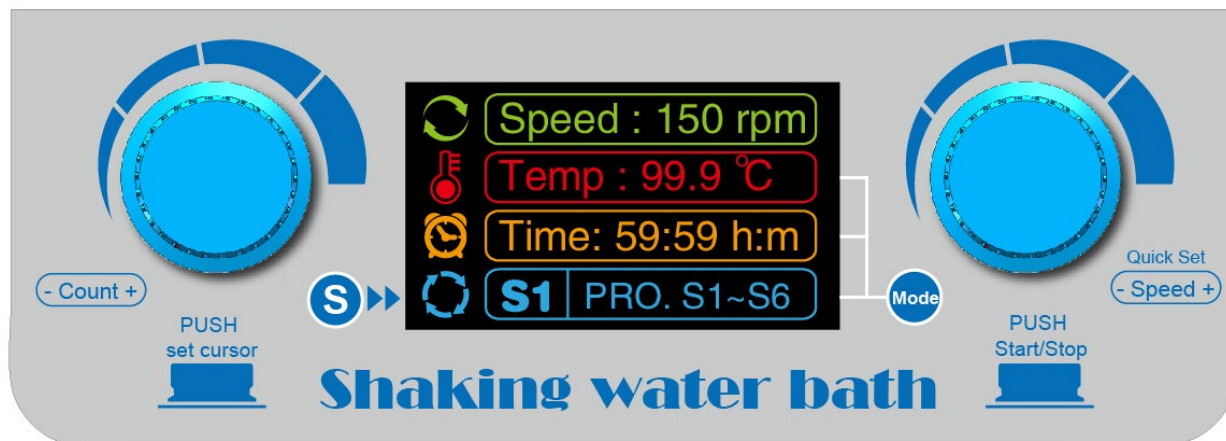 Speed : 150 rpm
Temp : 99.9 ℃
Time: 59:59 h:m
S
S1 PRO. S1~S6
Mode
- Count +
PUSH
set cursor
Quick Set
- Speed +
PUSH
Start/Stop
Shaking water bath